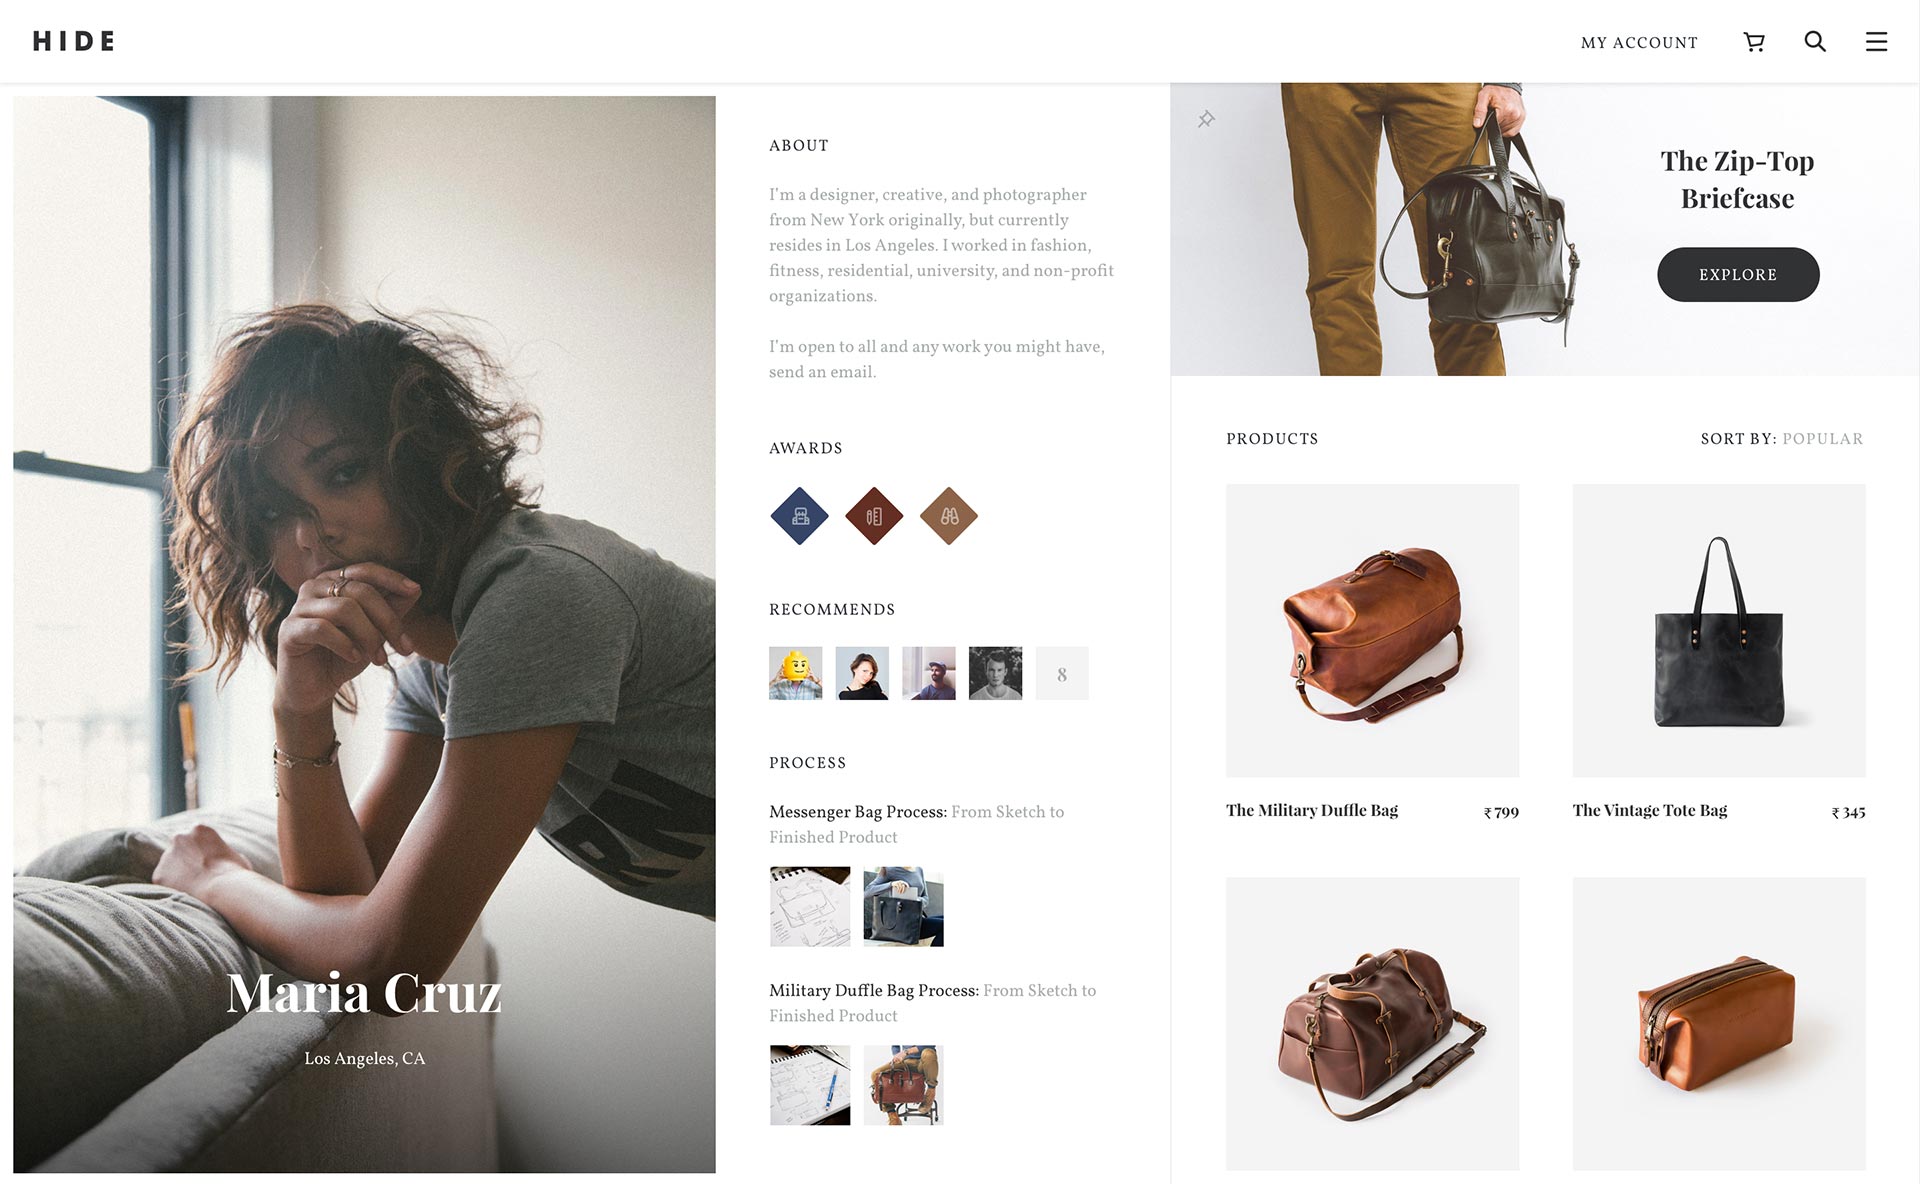 HIDE
MY ACCOUNT
Maria Cruz
Los Angeles, CA
ABOUT
I'm a designer, creative, and photographer
from New York originally, but currently
resides in Los Angeles. I worked in fashion,
fitness, residential, university, and non-profit
organizations.
I'm open to all and any work you might have,
send an email.
AWARDS
RECOMMENDS
8
PROCESS
Messenger Bag Process: From Sketch to
Finished Product
Military Duffle Bag Process: From Sketch to
Finished Product
The Zip-Top
Briefcase
EXPLORE
PRODUCTS
SORT BY: POPULAR
The Military Duffle Bag
₹ 799
The Vintage Tote Bag
₹ 345